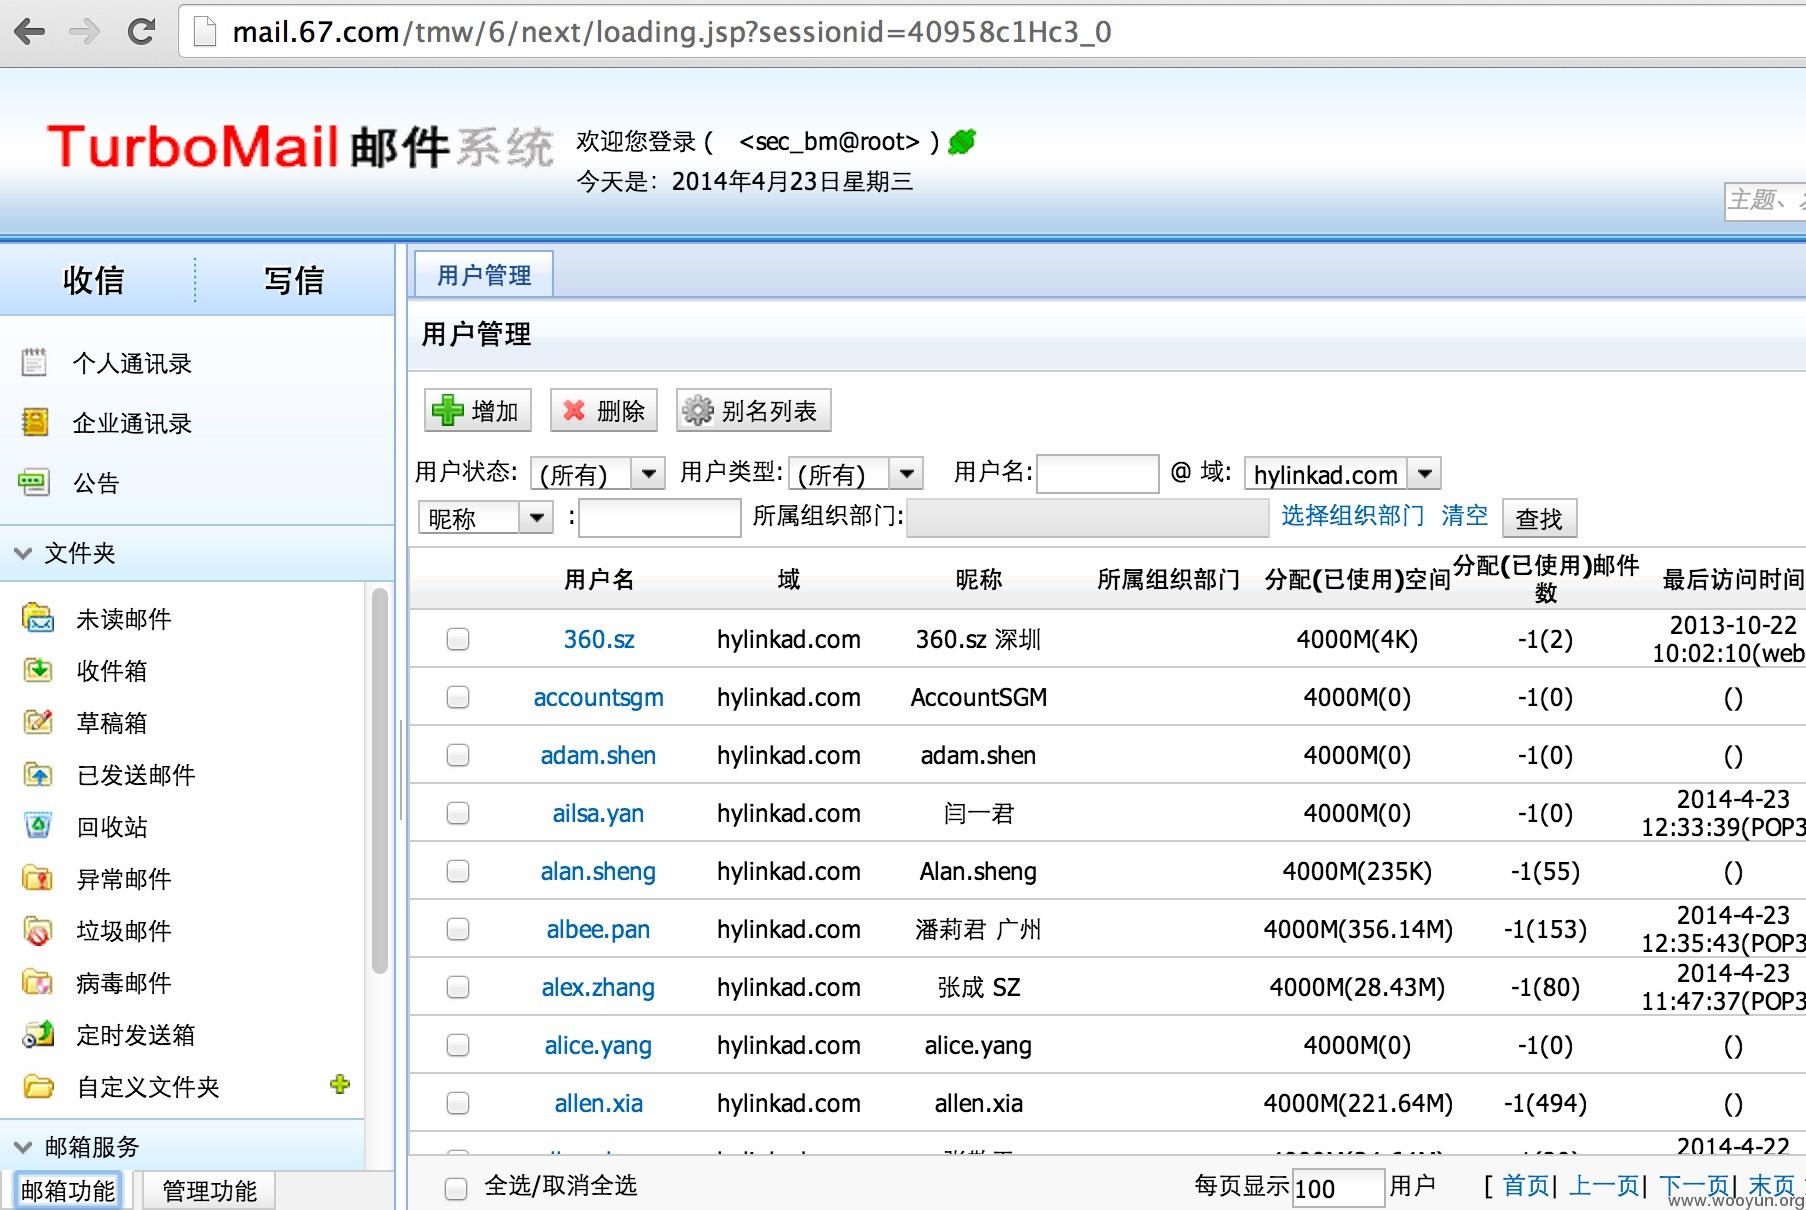 mail.67.com/tmw/6/next/loading.jsp?sessionid=40958c1Hc3_0
TurboMail 邮件系统
欢迎您登录 ( <sec_bm@root> )
今天是：2014年4月23日星期三
主题、
收信 写信
个人通讯录
企业通讯录
公告
文件夹
未读邮件
收件箱
草稿箱
已发送邮件
回收站
异常邮件
垃圾邮件
病毒邮件
定时发送箱
自定义文件夹
邮箱服务
邮箱功能 管理功能
用户管理
用户管理
增加 删除 别名列表
用户状态: (所有) 用户类型: (所有) 用户名: @ 域: hylinkad.com
昵称 : 所属组织部门: 选择组织部门 清空 查找
用户名 域 昵称 所属组织部门 分配(已使用)空间 分配(已使用)邮件数 最后访问时间
360.sz hylinkad.com 360.sz 深圳 4000M(4K) -1(2) 2013-10-22 10:02:10(web
accountsgm hylinkad.com AccountSGM 4000M(0) -1(0) ()
adam.shen hylinkad.com adam.shen 4000M(0) -1(0) ()
ailsa.yan hylinkad.com 闫一君 4000M(0) -1(0) 2014-4-23 12:33:39(POP3
alan.sheng hylinkad.com Alan.sheng 4000M(235K) -1(55) ()
albee.pan hylinkad.com 潘莉君 广州 4000M(356.14M) -1(153) 2014-4-23 12:35:43(POP3
alex.zhang hylinkad.com 张成 SZ 4000M(28.43M) -1(80) 2014-4-23 11:47:37(POP3
alice.yang hylinkad.com alice.yang 4000M(0) -1(0) ()
allen.xia hylinkad.com allen.xia 4000M(221.64M) -1(494) ()
2014-4-22
全选/取消全选 每页显示 100 用户 [ 首页| 上一页| 下一页| 末页
www.wooyun.org